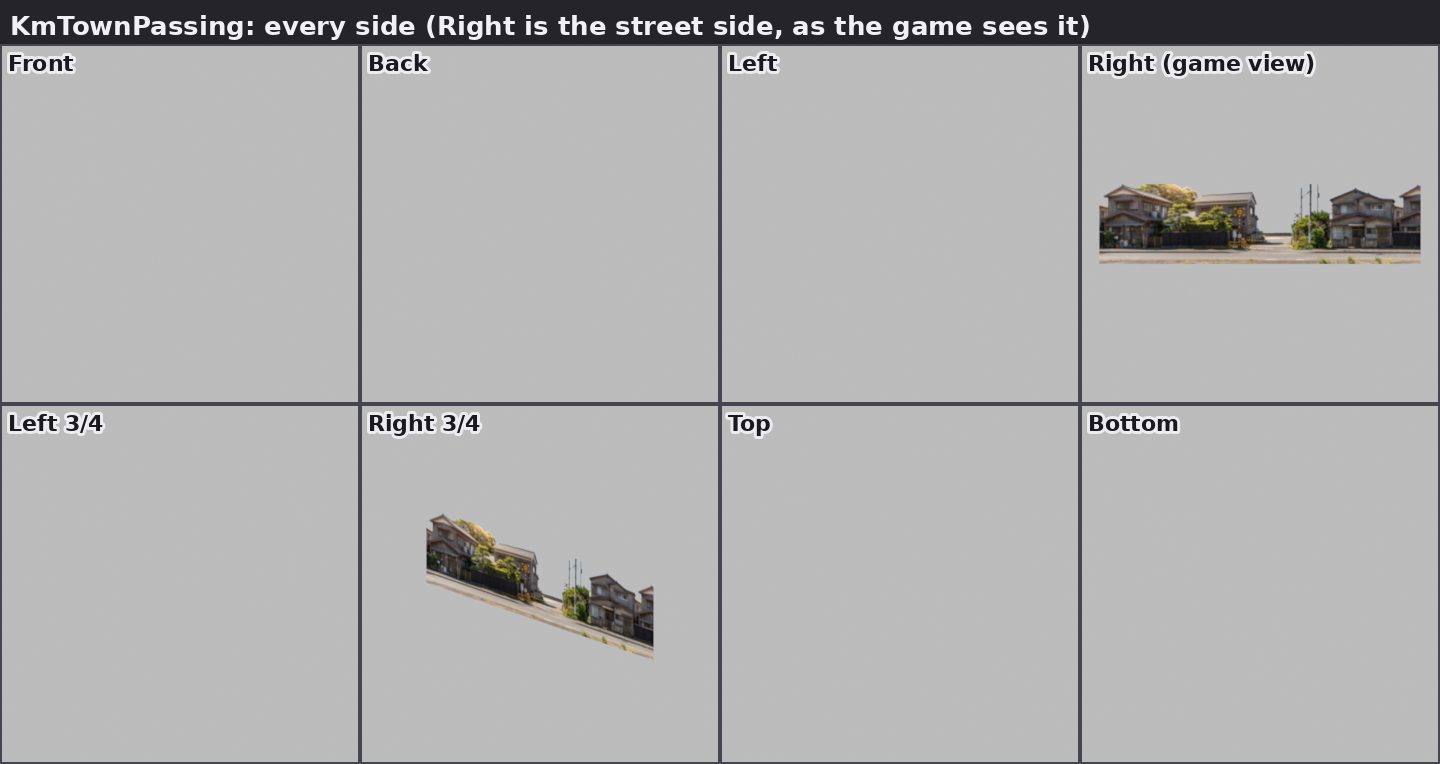 KmTownPassing: every side (Right is the street side, as the game sees it)
Front
Back
Left
Right (game view)
Left 3/4
Right 3/4
Top
Bottom